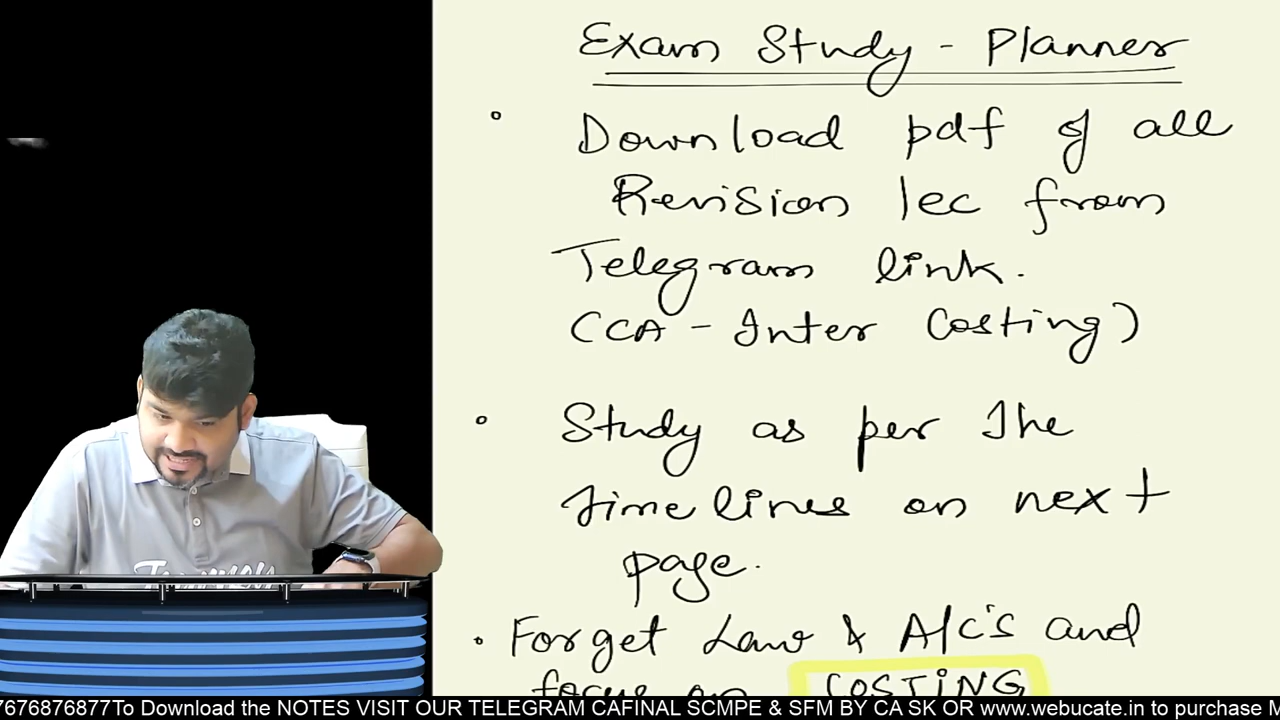 Exam Study - Planner
• Download pdf of all
Revision lec from
Telegram link.
(CA - Inter Costing)
• Study as per the
timelines on next
page.
• Forget Law & A/c's and
focus on COSTING
7676876877To Download the NOTES VISIT OUR TELEGRAM CAFINAL SCMPE & SFM BY CA SK OR www.webucate.in to purchase M